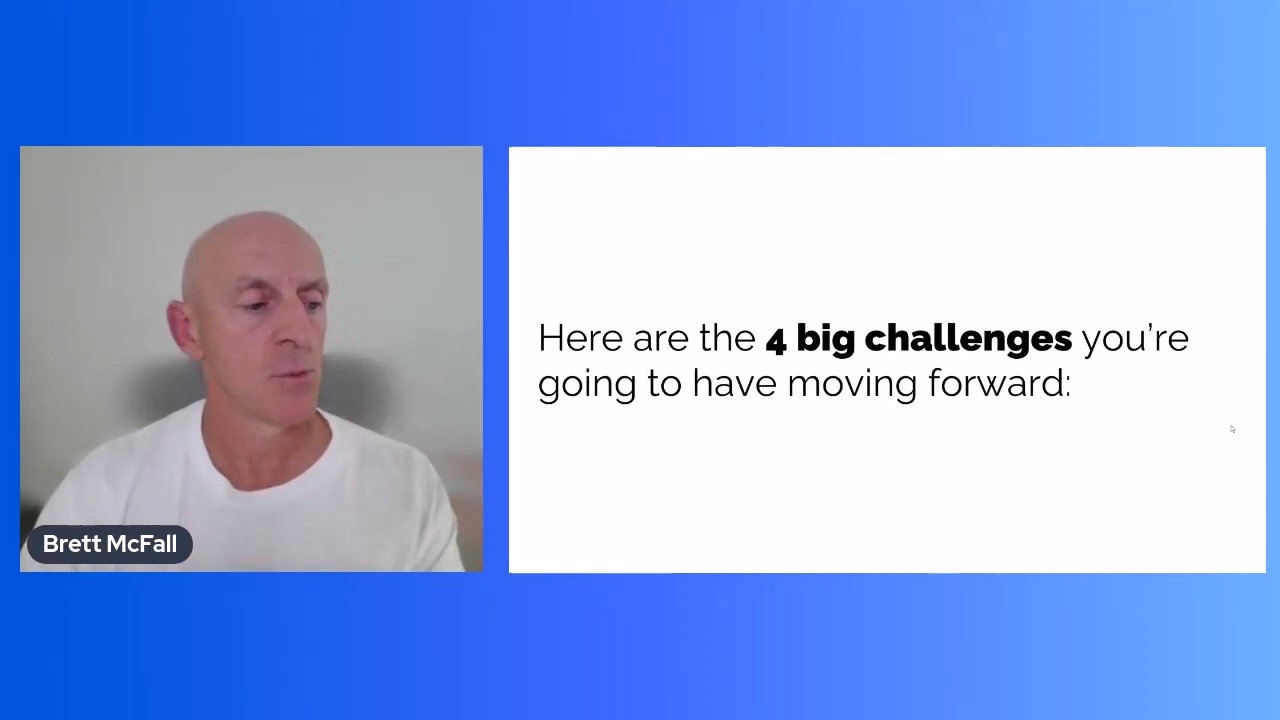 Here are the 4 big challenges you’re
going to have moving forward:
Brett McFall